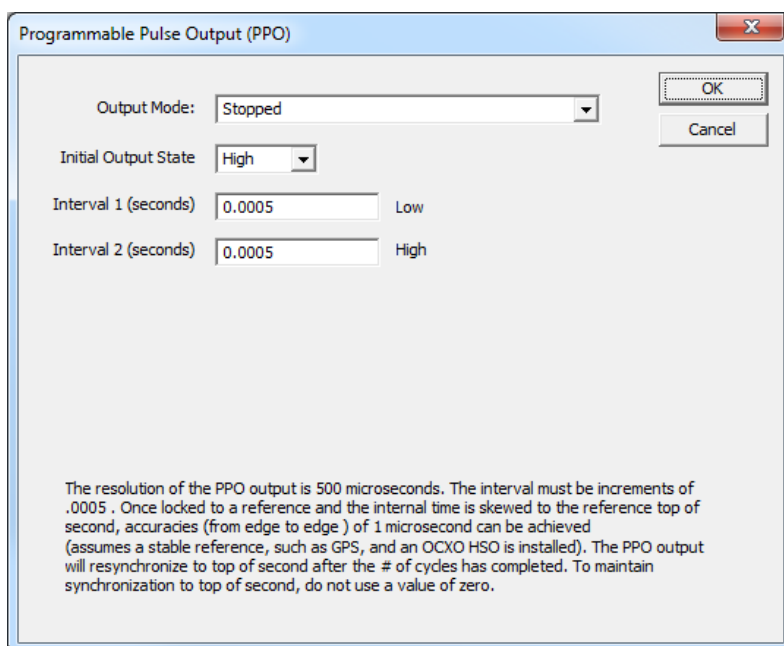 Programmable Pulse Output (PPO)
OK
Output Mode: Stopped
Cancel
Initial Output State High
Interval 1 (seconds) 0.0005 Low
Interval 2 (seconds) 0.0005 High
The resolution of the PPO output is 500 microseconds. The interval must be increments of
.0005 . Once locked to a reference and the internal time is skewed to the reference top of
second, accuracies (from edge to edge ) of 1 microsecond can be achieved
(assumes a stable reference, such as GPS, and an OCXO HSO is installed). The PPO output
will resynchronize to top of second after the # of cycles has completed. To maintain
synchronization to top of second, do not use a value of zero.